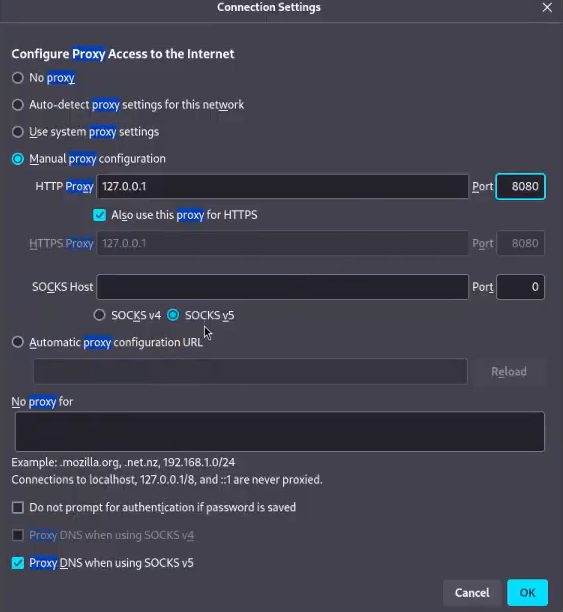 Connection Settings
Configure Proxy Access to the Internet
No proxy
Auto-detect proxy settings for this network
Use system proxy settings
Manual proxy configuration
HTTP Proxy 127.0.0.1 Port 8080
Also use this proxy for HTTPS
HTTPS Proxy 127.0.0.1 Port 8080
SOCKS Host Port 0
SOCKS v4 SOCKS v5
Automatic proxy configuration URL
Reload
No proxy for
Example: .mozilla.org, .net.nz, 192.168.1.0/24
Connections to localhost, 127.0.0.1/8, and ::1 are never proxied.
Do not prompt for authentication if password is saved
Proxy DNS when using SOCKS v4
Proxy DNS when using SOCKS v5
Cancel OK